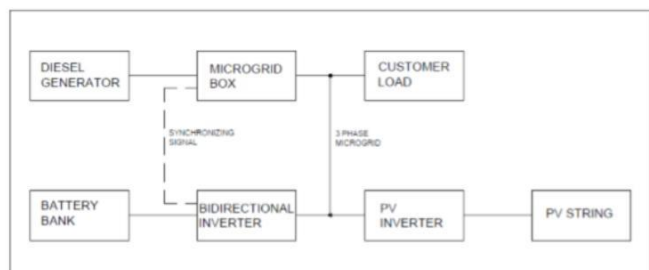 DIESEL
GENERATOR
MICROGRID
BOX
CUSTOMER
LOAD
SYNCHRONIZING
SIGNAL
3 PHASE
MICROGRID
BATTERY
BANK
BIDIRECTIONAL
INVERTER
PV
INVERTER
PV STRING